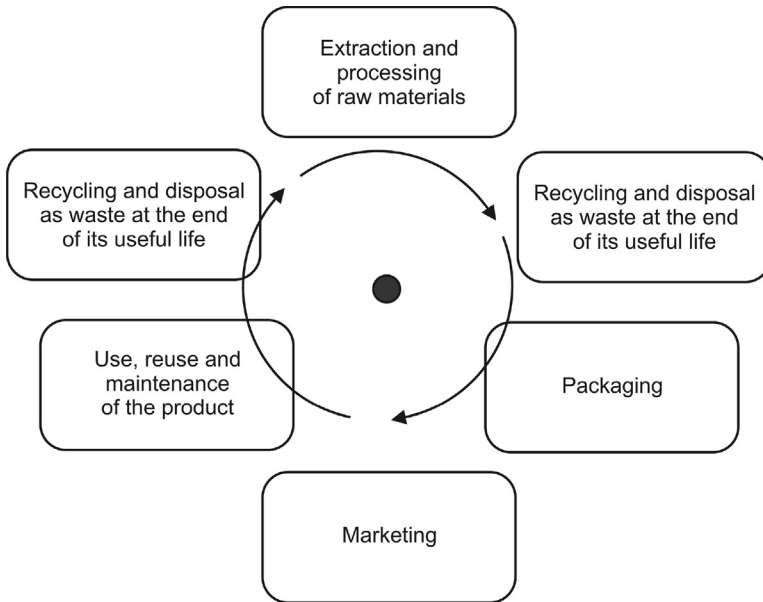 Extraction and
processing
of raw materials
Recycling and disposal
as waste at the end
of its useful life
Recycling and disposal
as waste at the end
of its useful life
Use, reuse and
maintenance
of the product
Packaging
Marketing